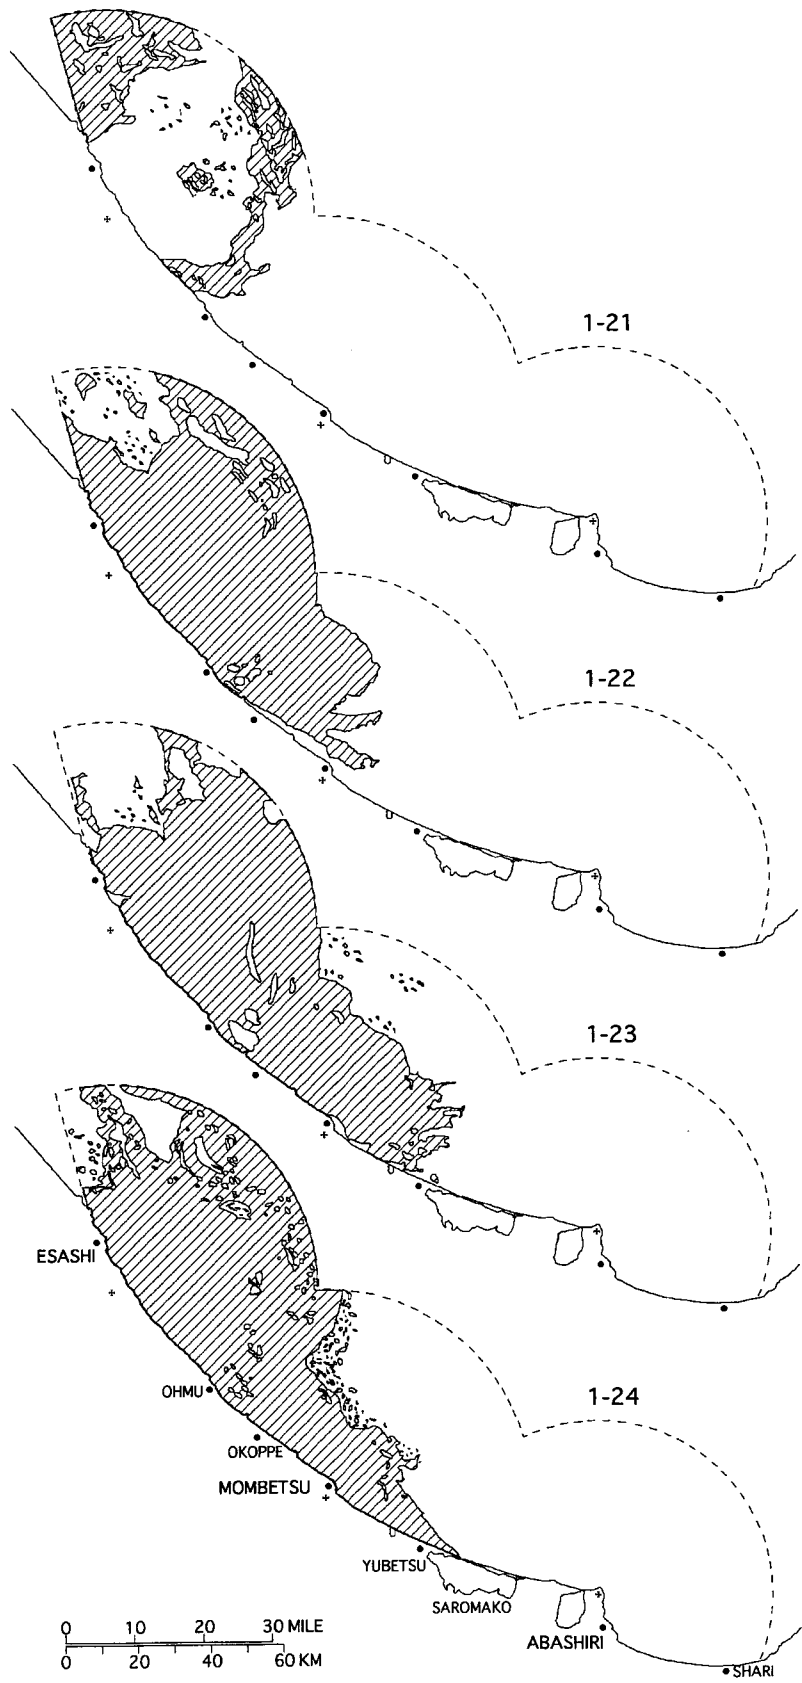 1-21
1-22
1-23
1-24
ESASHI
OHMU
OKOPPE
MOMBETSU
YUBETSU
SAROMAKO
ABASHIRI
SHARI
0 10 20 30 MILE
0 20 40 60 KM